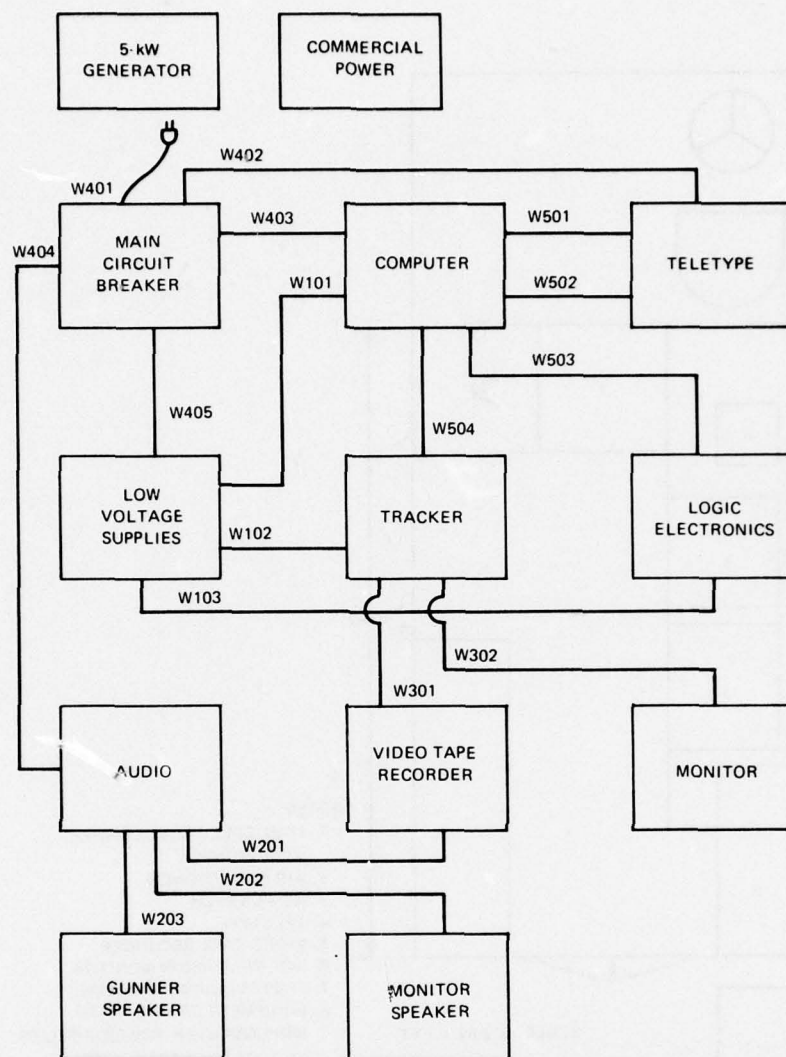 5-kW
GENERATOR
COMMERCIAL
POWER
W402
W401
W404
MAIN
CIRCUIT
BREAKER
W403
COMPUTER
W501
W502
TELETYPE
W101
W503
W405
W504
LOW
VOLTAGE
SUPPLIES
TRACKER
LOGIC
ELECTRONICS
W102
W103
W302
W301
AUDIO
VIDEO TAPE
RECORDER
MONITOR
W201
W202
W203
GUNNER
SPEAKER
MONITOR
SPEAKER